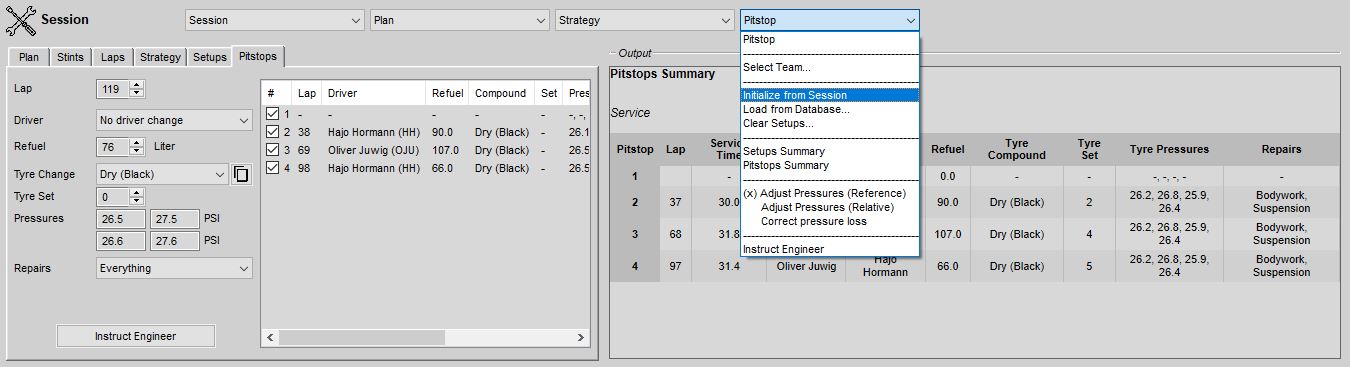 Session
Session
Plan
Strategy
Pitstop
Plan
Stints
Laps
Strategy
Setups
Pitstops
Lap
119
Driver
No driver change
Refuel
76
Liter
Tyre Change
Dry (Black)
Tyre Set
0
Pressures
26.5
27.5
PSI
26.6
27.6
PSI
Repairs
Everything
Instruct Engineer
# Lap Driver Refuel Compound Set Pres
1 - - - - - -, -,
2 38 Hajo Hormann (HH) 90.0 Dry (Black) - 26.1
3 69 Oliver Juwig (OJU) 107.0 Dry (Black) - 26.5
4 98 Hajo Hormann (HH) 66.0 Dry (Black) - 26.5
Pitstop
Select Team...
Initialize from Session
Load from Database...
Clear Setups...
Setups Summary
Pitstops Summary
(x) Adjust Pressures (Reference)
Adjust Pressures (Relative)
Correct pressure loss
Instruct Engineer
Output
Pitstops Summary
Service
Pitstop Lap Refuel Tyre Compound Tyre Set Tyre Pressures Repairs
1 - 0.0 - - -, -, -, - -
2 37 30.0 90.0 Dry (Black) 2 26.2, 26.8, 25.9, 26.4 Bodywork, Suspension
3 68 31.8 107.0 Dry (Black) 4 26.2, 26.8, 25.9, 26.4 Bodywork, Suspension
4 97 31.4 Oliver Juwig Hajo Hormann 66.0 Dry (Black) 5 26.2, 26.8, 25.9, 26.4 Bodywork, Suspension